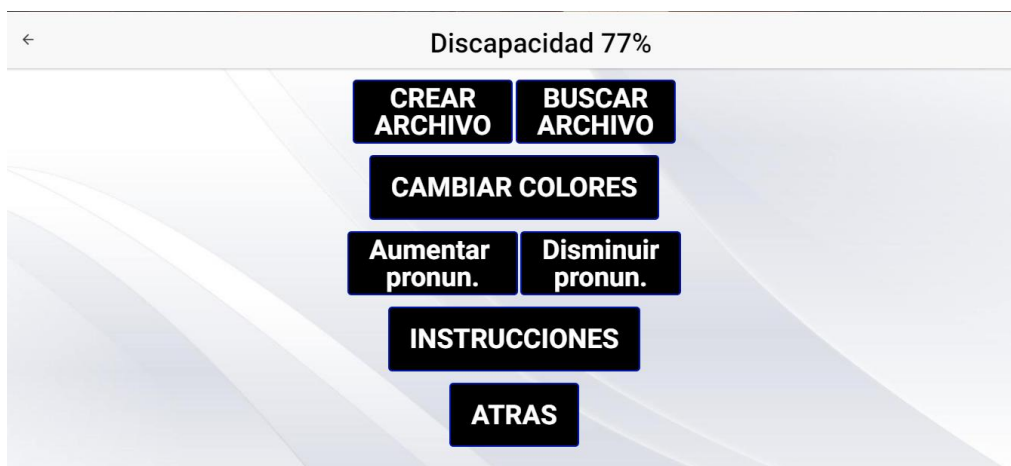 Discapacidad 77%
CREAR
ARCHIVO
BUSCAR
ARCHIVO
CAMBIAR COLORES
Aumentar
pronun.
Disminuir
pronun.
INSTRUCCIONES
ATRAS